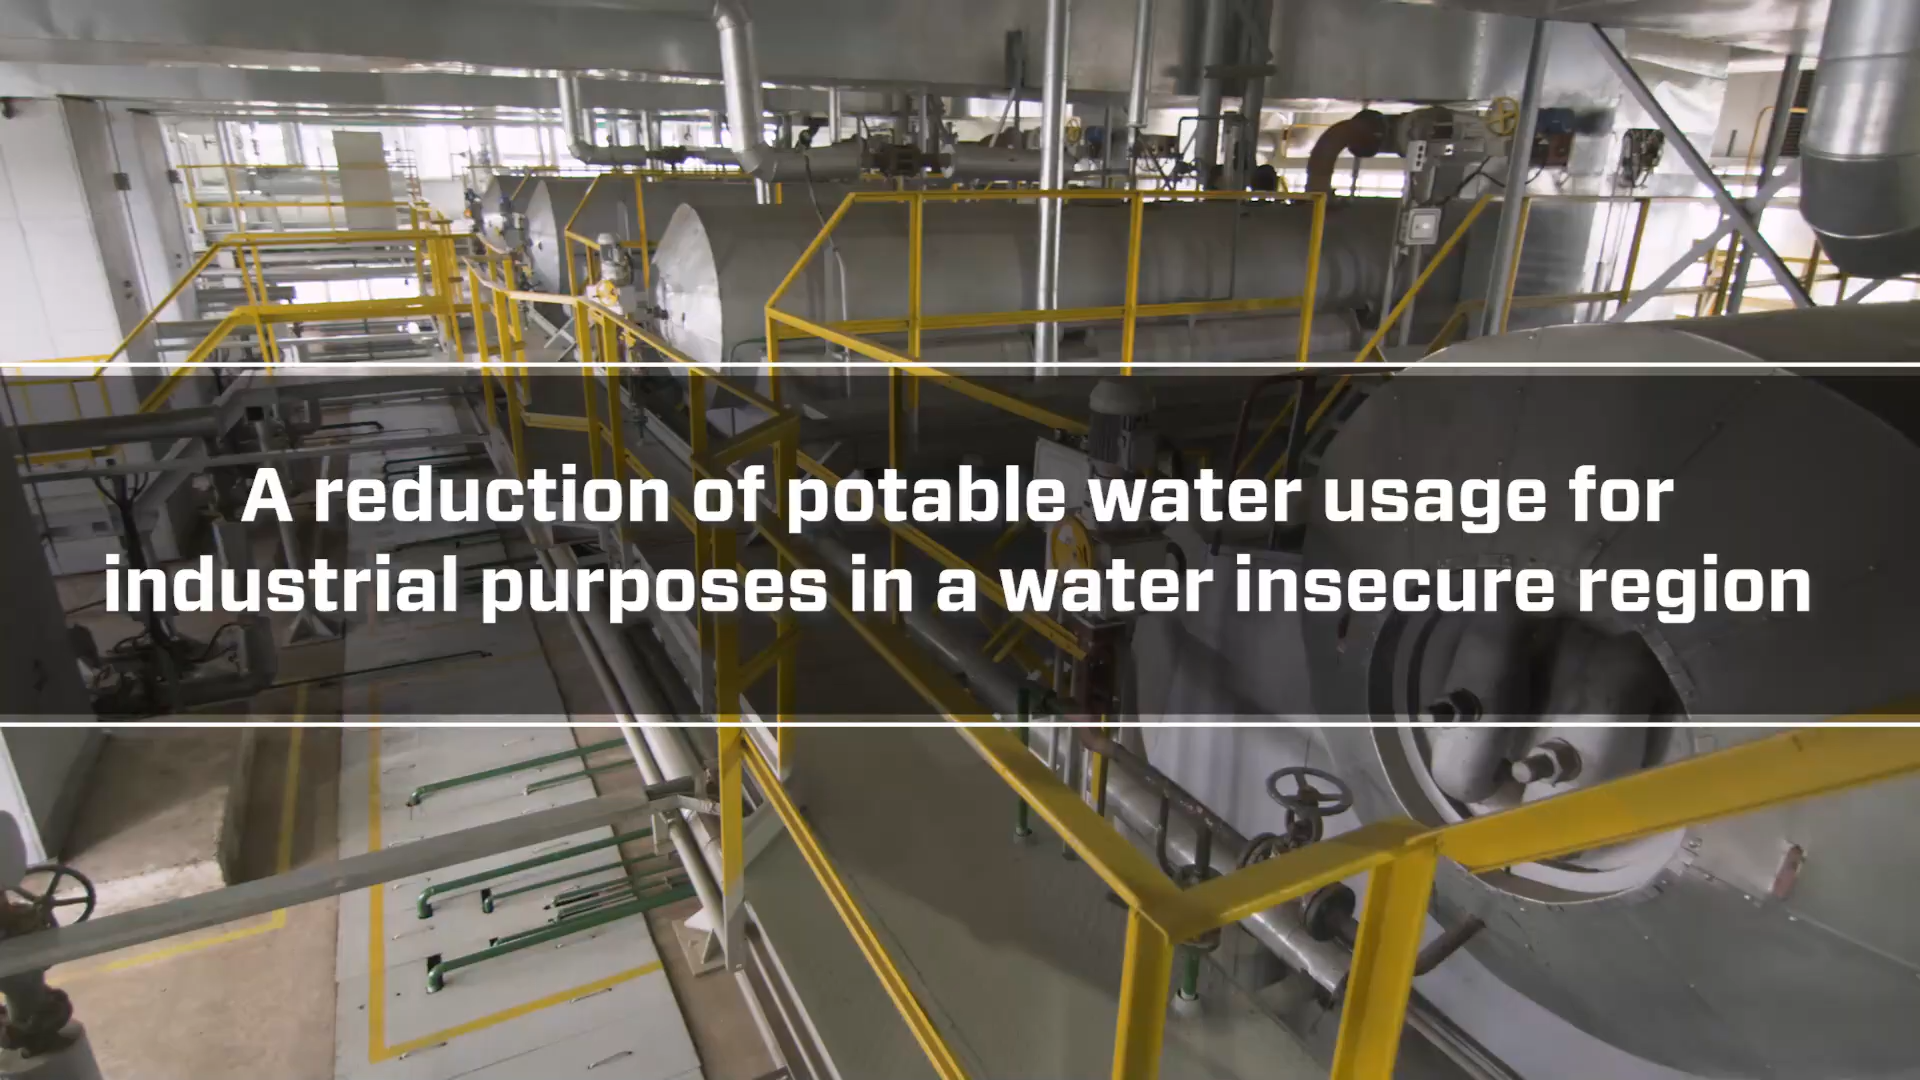 A reduction of potable water usage for
industrial purposes in a water insecure region